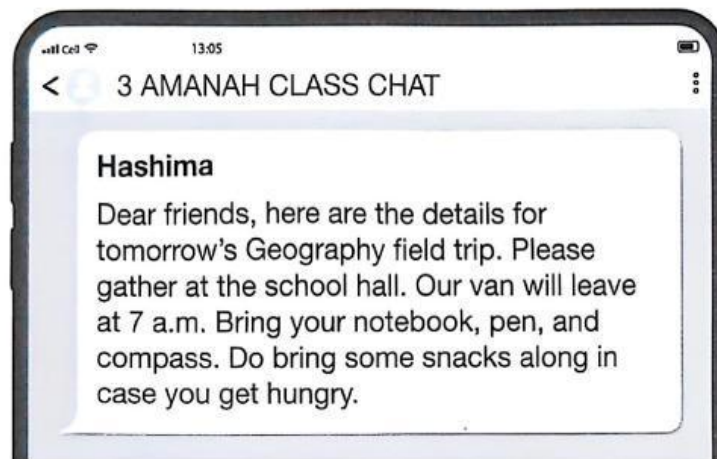 Cell 13:05
< 3 AMANAH CLASS CHAT
Hashima
Dear friends, here are the details for
tomorrow's Geography field trip. Please
gather at the school hall. Our van will leave
at 7 a.m. Bring your notebook, pen, and
compass. Do bring some snacks along in
case you get hungry.